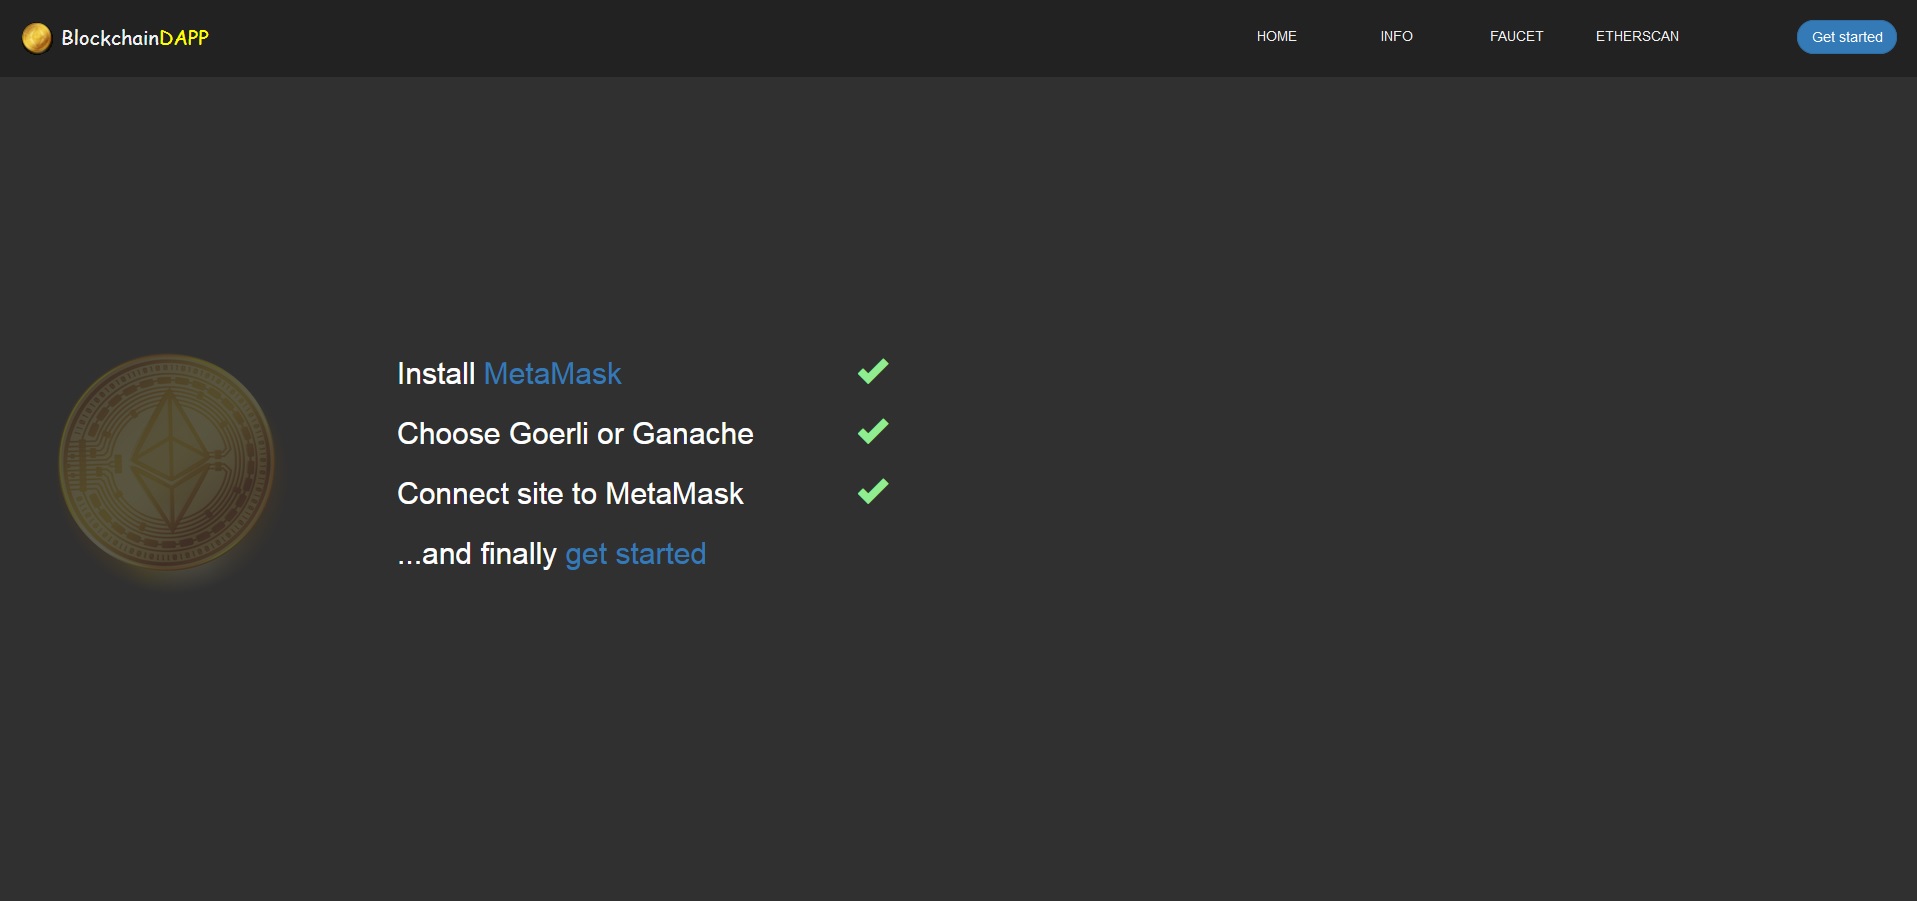 BlockchainDAPP
HOME INFO FAUCET ETHERSCAN Get started
Install MetaMask
Choose Goerli or Ganache
Connect site to MetaMask
...and finally get started